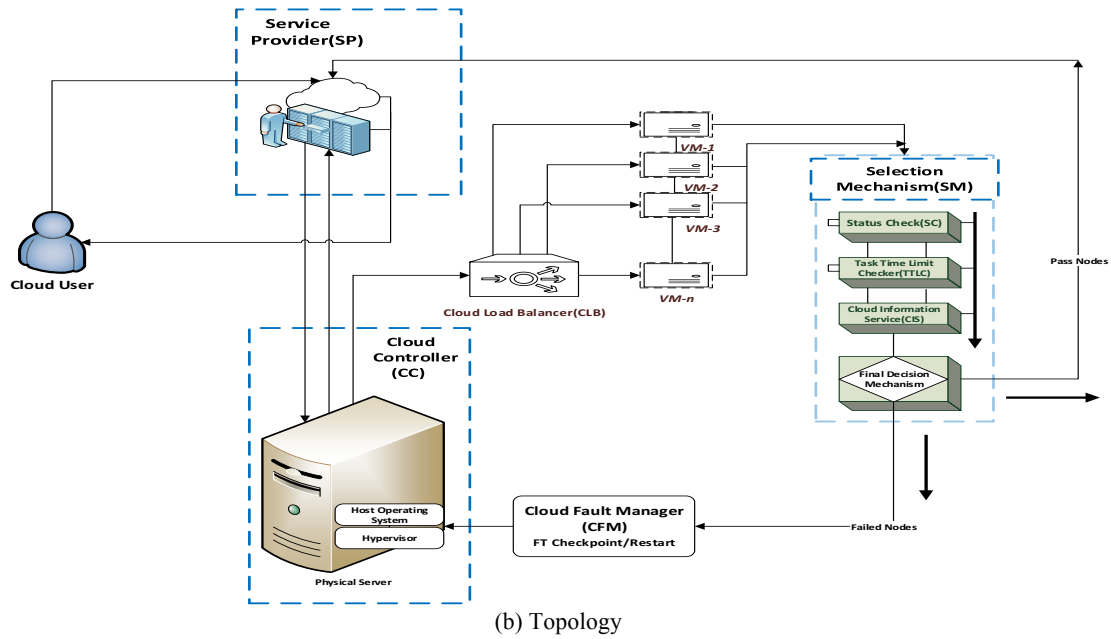 Service
Provider(SP)
Cloud User
VM-1
VM-2
VM-3
VM-n
Cloud Load Balancer(CLB)
Selection
Mechanism(SM)
Status Check(SC)
Task Time Limit
Checker(TTLC)
Cloud Information
Service(CIS)
Final Decision
Mechanism
Pass Nodes
Cloud
Controller
(CC)
Host Operating
System
Hypervisor
Physical Server
Cloud Fault Manager
(CFM)
FT Checkpoint/Restart
Failed Nodes
(b) Topology